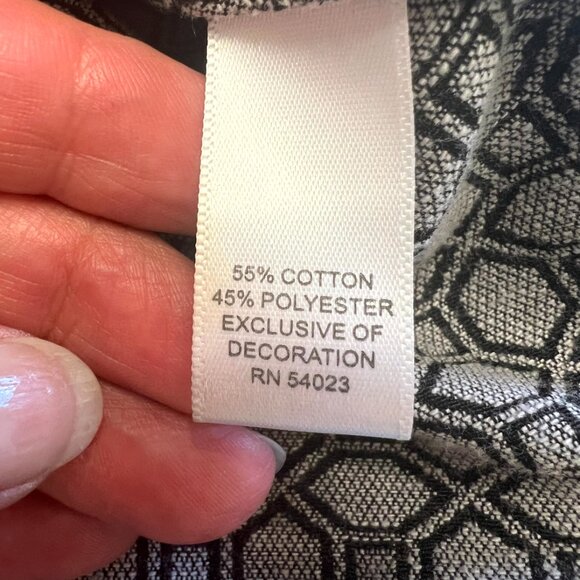 55% COTTON
45% POLYESTER
EXCLUSIVE OF
DECORATION
RN 54023